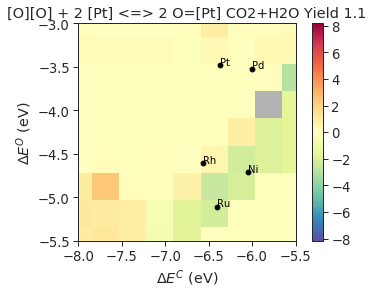 [O][O] + 2 [Pt] <=> 2 O=[Pt] CO2+H2O Yield 1.1
−3.0
−3.5
−4.0
−4.5
−5.0
−5.5
ΔE^O (eV)
Pt
Pd
Rh
Ni
Ru
−8.0 −7.5 −7.0 −6.5 −6.0 −5.5
ΔE^C (eV)
8
6
4
2
0
−2
−4
−6
−8